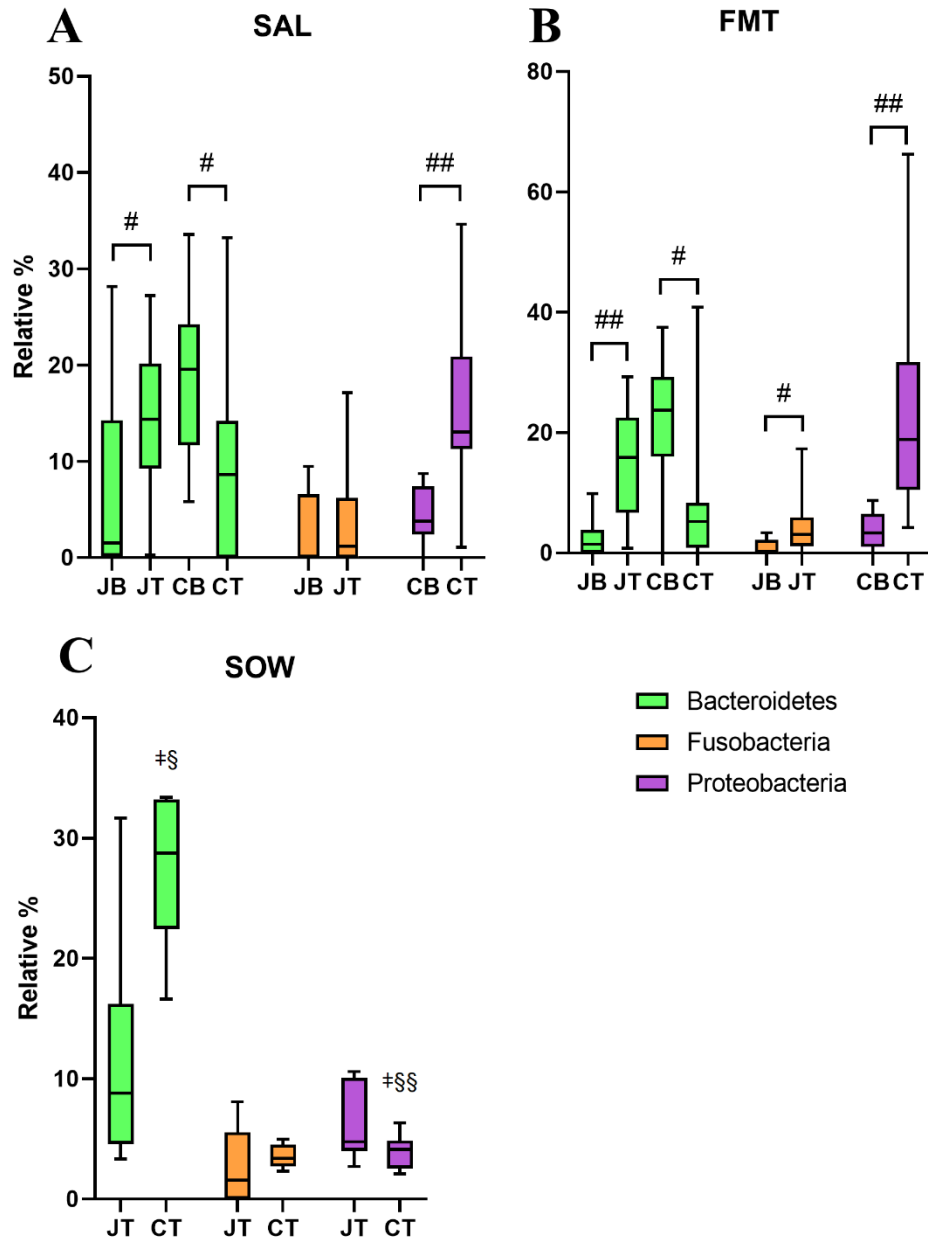 A SAL
50
40
30
20
10
0
Relative %
#
#
##
JB JT CB CT JB JT CB CT
B FMT
80
60
40
20
0
##
#
#
##
JB JT CB CT JB JT CB CT
C SOW
40
30
20
10
0
Relative %
‡§
‡§§
JT CT JT CT JT CT
Bacteroidetes
Fusobacteria
Proteobacteria